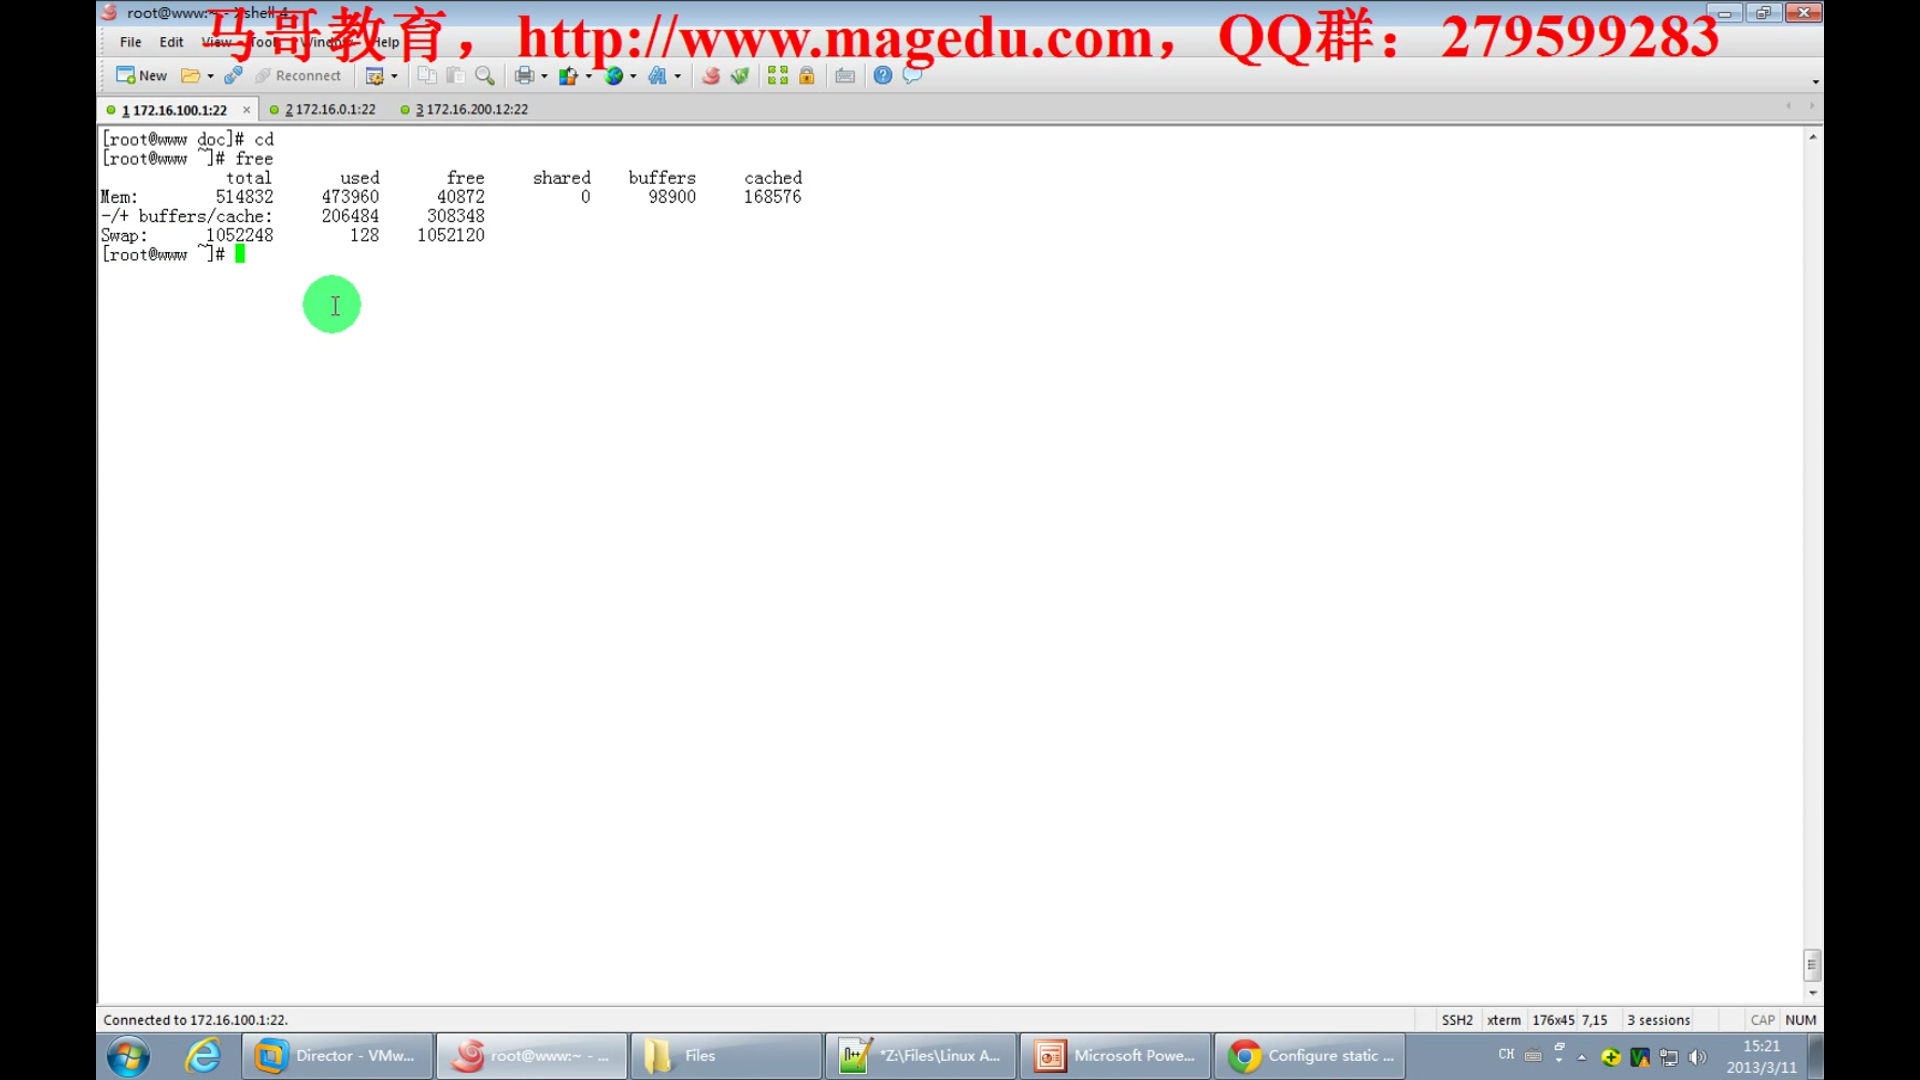 root@www:~ - Xshell 4
马哥教育，http://www.magedu.com，QQ群：279599283
File Edit View Tools Window Help
New Reconnect
1 172.16.100.1:22 2 172.16.0.1:22 3 172.16.200.12:22
[root@www doc]# cd
[root@www ~]# free
total used free shared buffers cached
Mem: 514832 473960 40872 0 98900 168576
-/+ buffers/cache: 206484 308348
Swap: 1052248 128 1052120
[root@www ~]#
Connected to 172.16.100.1:22.
SSH2 xterm 176x45 7,15 3 sessions CAP NUM
Director - VMw... root@www:~ - ... Files *Z:\Files\Linux A... Microsoft Powe... Configure static ...
CH
15:21
2013/3/11